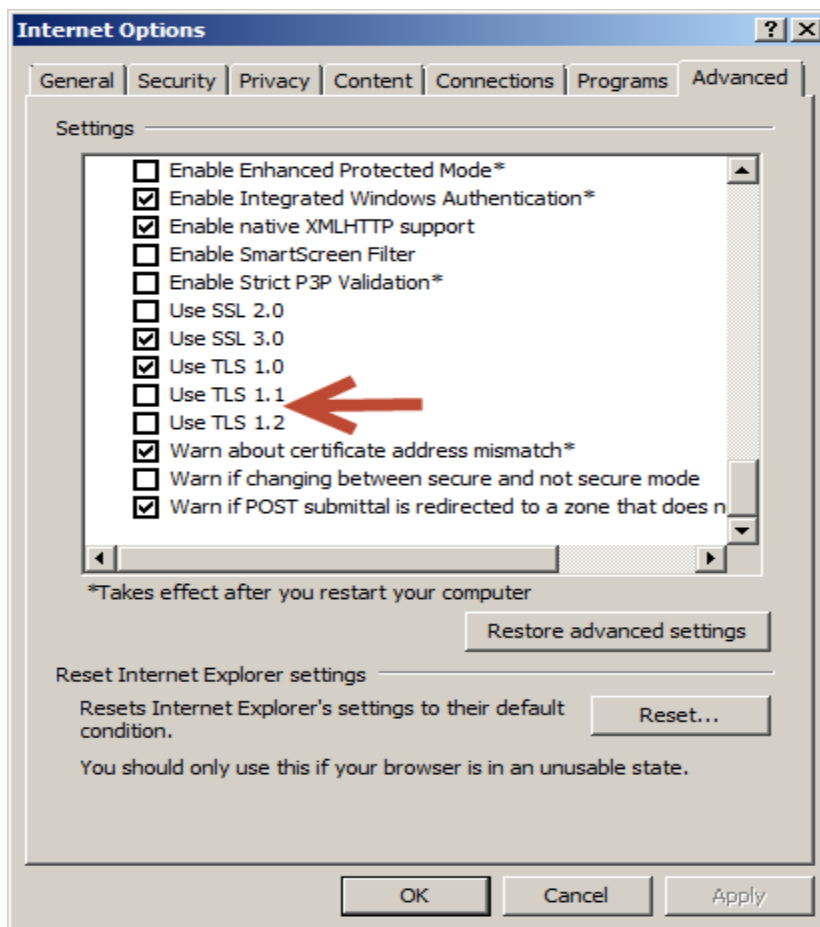 Internet Options
General Security Privacy Content Connections Programs Advanced
Settings
Enable Enhanced Protected Mode*
Enable Integrated Windows Authentication*
Enable native XMLHTTP support
Enable SmartScreen Filter
Enable Strict P3P Validation*
Use SSL 2.0
Use SSL 3.0
Use TLS 1.0
Use TLS 1.1
Use TLS 1.2
Warn about certificate address mismatch*
Warn if changing between secure and not secure mode
Warn if POST submittal is redirected to a zone that does n
*Takes effect after you restart your computer
Restore advanced settings
Reset Internet Explorer settings
Resets Internet Explorer's settings to their default
condition.
Reset...
You should only use this if your browser is in an unusable state.
OK Cancel Apply